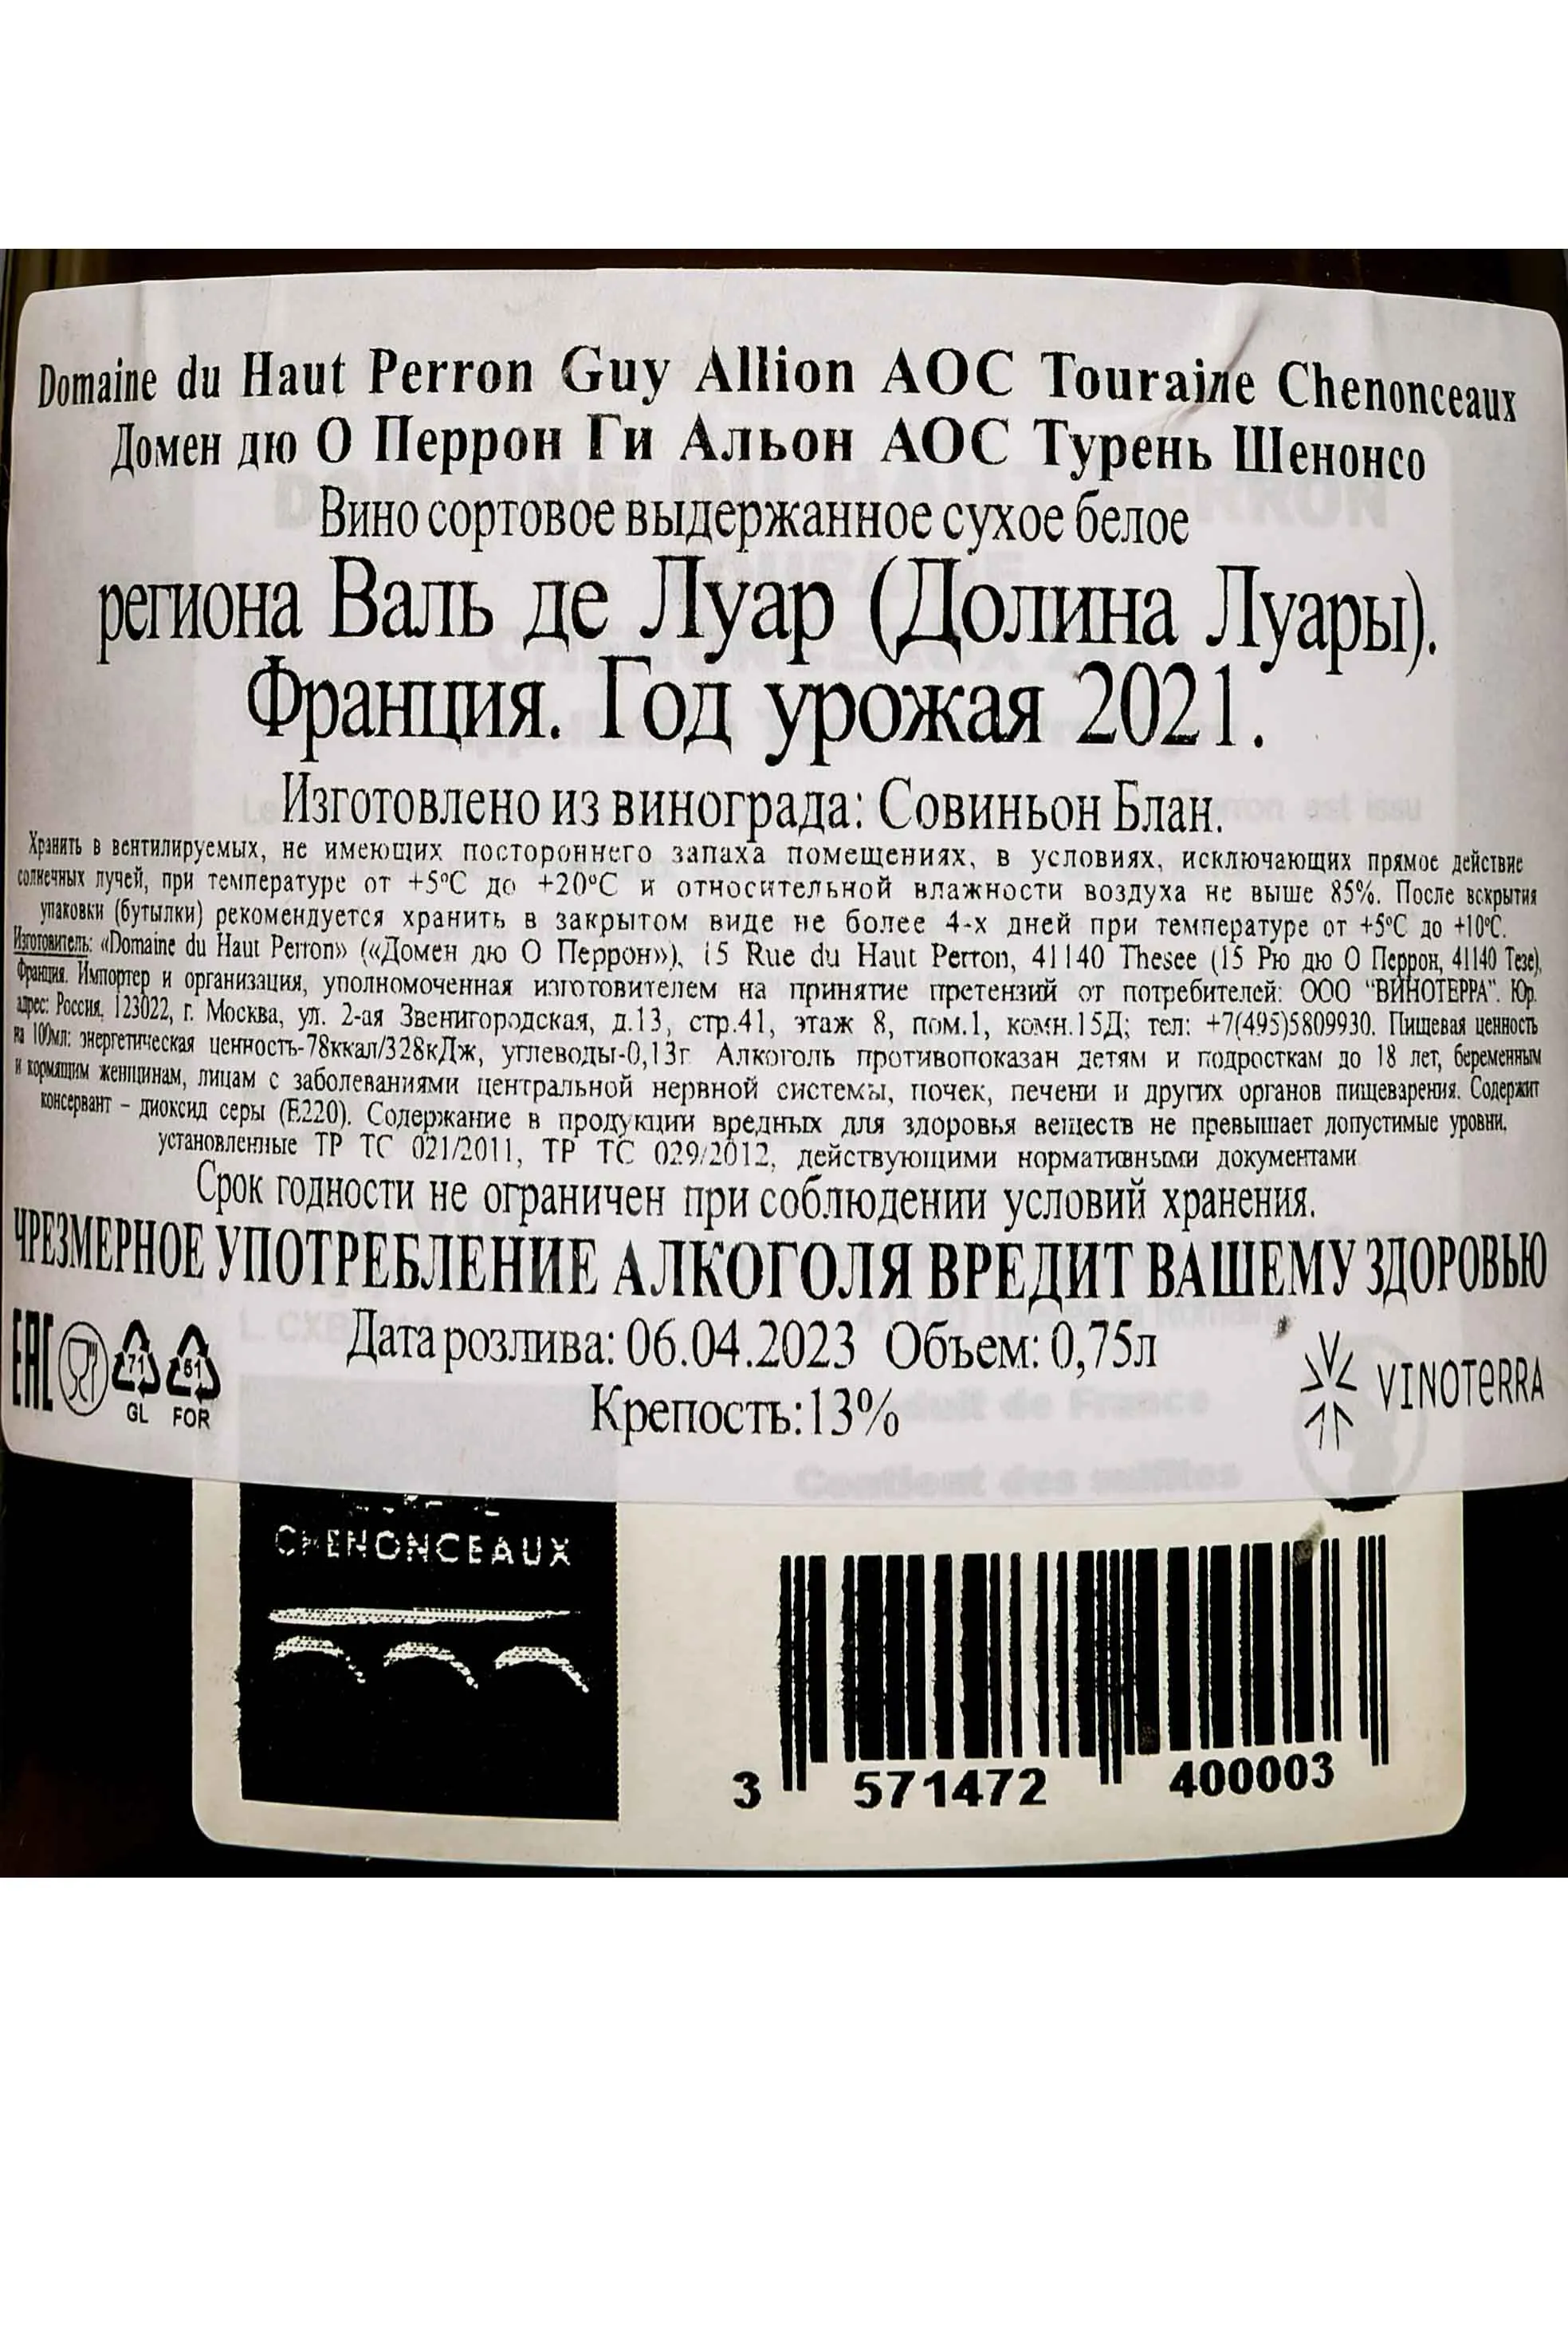 Domaine du Haut Perron Guy Allion AOC Touraine Chenonceaux
Домен дю О Перрон Ги Альон АОС Турень Шенонсо
Вино сортовое выдержанное сухое белое
региона Валь де Луар (Долина Луары).
Франция. Год урожая 2021.
Изготовлено из винограда: Совиньон Блан.
Хранить в вентилируемых, не имеющих постороннего запаха помещениях, в условиях, исключающих прямое действие
солнечных лучей, при температуре от +5°С до +20°С и относительной влажности воздуха не выше 85%. После вскрытия
упаковки (бутылки) рекомендуется хранить в закрытом виде не более 4-х дней при температуре от +5°С до +10°С.
Изготовитель: «Domaine du Haut Perron» («Домен дю О Перрон»), 15 Rue du Haut Perron, 41140 Thesee (15 Рю дю О Перрон, 41140 Тезе),
Франция. Импортер и организация, уполномоченная изготовителем на принятие претензий от потребителей: ООО "ВИНОТЕРРА". Юр.
адрес: Россия, 123022, г. Москва, ул. 2-ая Звенигородская, д.13, стр.41, этаж 8, пом.1, комн.15Д; тел: +7(495)5809930. Пищевая ценность
на 100мл: энергетическая ценность-78ккал/328кДж, углеводы-0,13г Алкоголь противопоказан детям и подросткам до 18 лет, беременным
и кормящим женщинам, лицам с заболеваниями центральной нервной системы, почек, печени и других органов пищеварения. Содержит
консервант – диоксид серы (Е220). Содержание в продукции вредных для здоровья веществ не превышает допустимые уровни,
установленные ТР ТС 021/2011, ТР ТС 029/2012, действующими нормативными документами
Срок годности не ограничен при соблюдении условий хранения.
ЧРЕЗМЕРНОЕ УПОТРЕБЛЕНИЕ АЛКОГОЛЯ ВРЕДИТ ВАШЕМУ ЗДОРОВЬЮ
Дата розлива: 06.04.2023 Объем: 0,75л
Крепость:13%
EAC
71
GL
51
FOR
VINOTeRRA
CHENONCEAUX
3 571472 400003